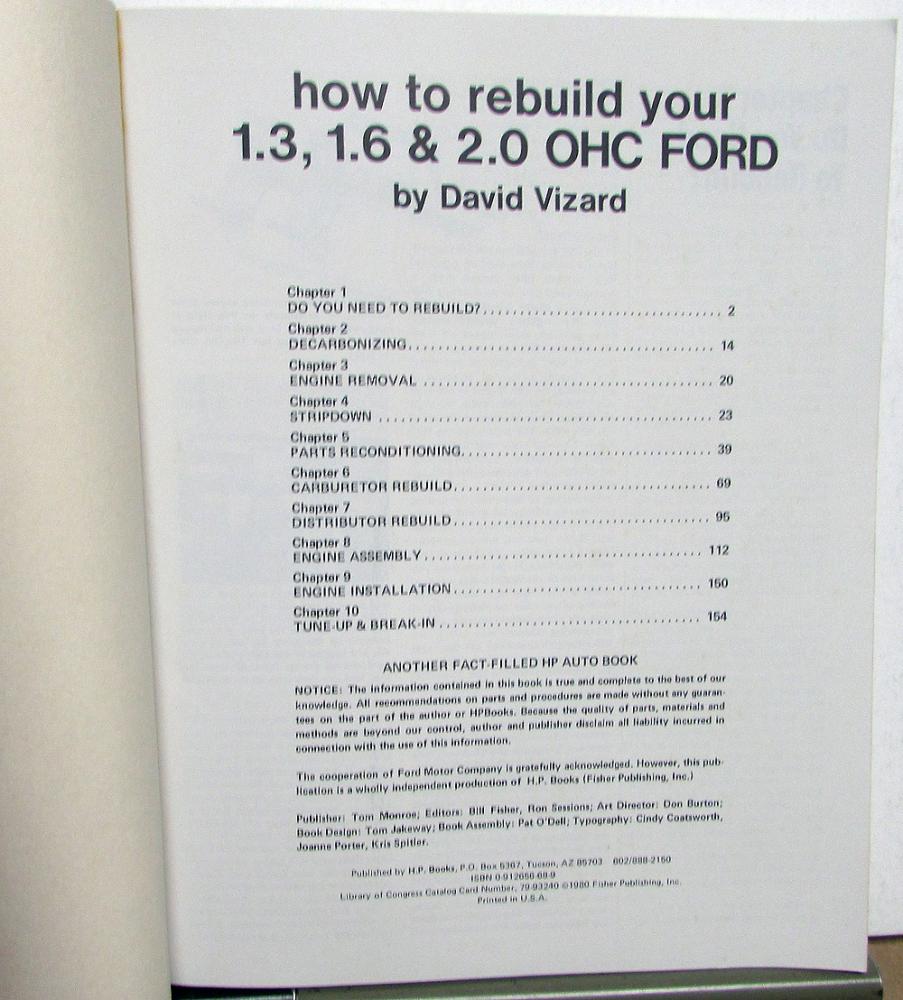 how to rebuild your
1.3, 1.6 & 2.0 OHC FORD
by David Vizard
Chapter 1
DO YOU NEED TO REBUILD? ................................. 2
Chapter 2
DECARBONIZING ........................................... 14
Chapter 3
ENGINE REMOVAL ......................................... 20
Chapter 4
STRIPDOWN ............................................... 23
Chapter 5
PARTS RECONDITIONING ................................... 39
Chapter 6
CARBURETOR REBUILD .................................... 69
Chapter 7
DISTRIBUTOR REBUILD .................................... 95
Chapter 8
ENGINE ASSEMBLY ........................................ 112
Chapter 9
ENGINE INSTALLATION .................................... 150
Chapter 10
TUNE-UP & BREAK-IN ..................................... 154
ANOTHER FACT-FILLED HP AUTO BOOK
NOTICE: The information contained in this book is true and complete to the best of our
knowledge. All recommendations on parts and procedures are made without any guaran-
tees on the part of the author or HPBooks. Because the quality of parts, materials and
methods are beyond our control, author and publisher disclaim all liability incurred in
connection with the use of this information.
The cooperation of Ford Motor Company is gratefully acknowledged. However, this pub-
lication is a wholly independent production of H.P. Books (Fisher Publishing, Inc.)
Publisher: Tom Monroe; Editors: Bill Fisher, Ron Sessions; Art Director: Don Burton;
Book Design: Tom Jakeway; Book Assembly: Pat O'Dell; Typography: Cindy Coatsworth,
Joanne Porter, Kris Spitler.
Published by H.P. Books, P.O. Box 5367, Tucson, AZ 85703 602/888-2150
ISBN 0-912656-68-9
Library of Congress Catalog Card Number, 79-93240 ©1980 Fisher Publishing, Inc.
Printed in U.S.A.